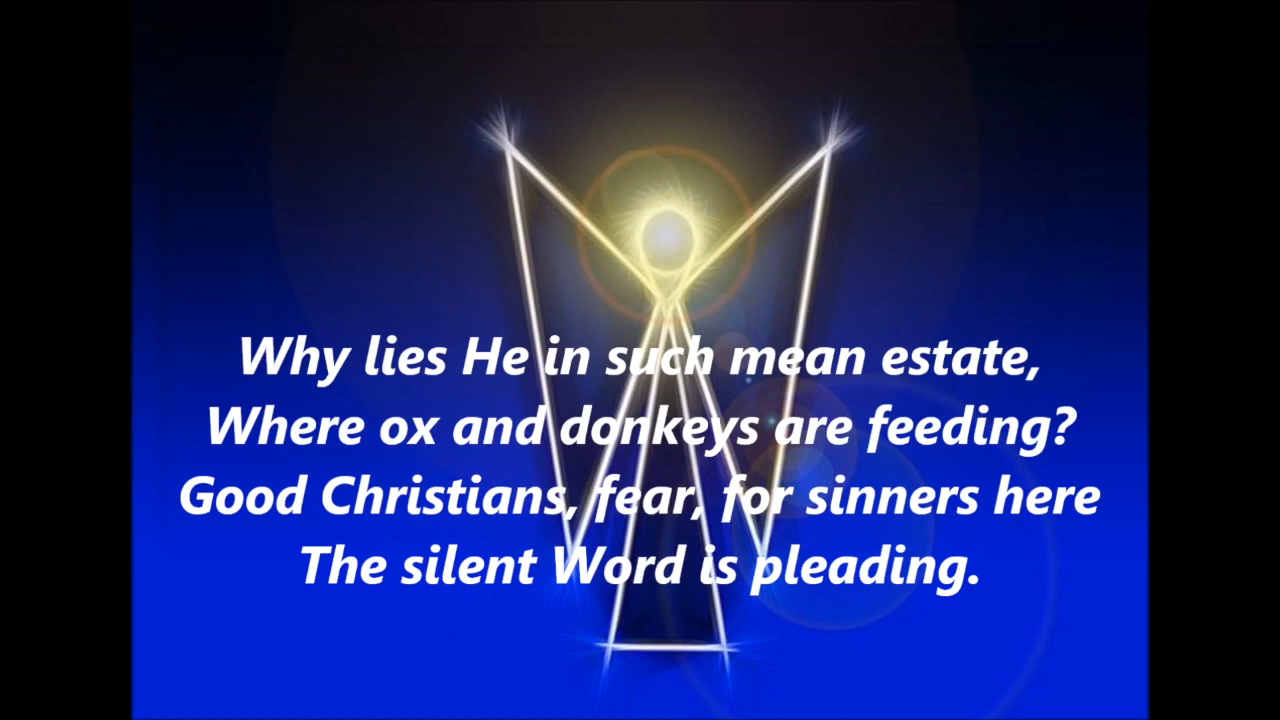 Why lies He in such mean estate,
Where ox and donkeys are feeding?
Good Christians, fear, for sinners here
The silent Word is pleading.